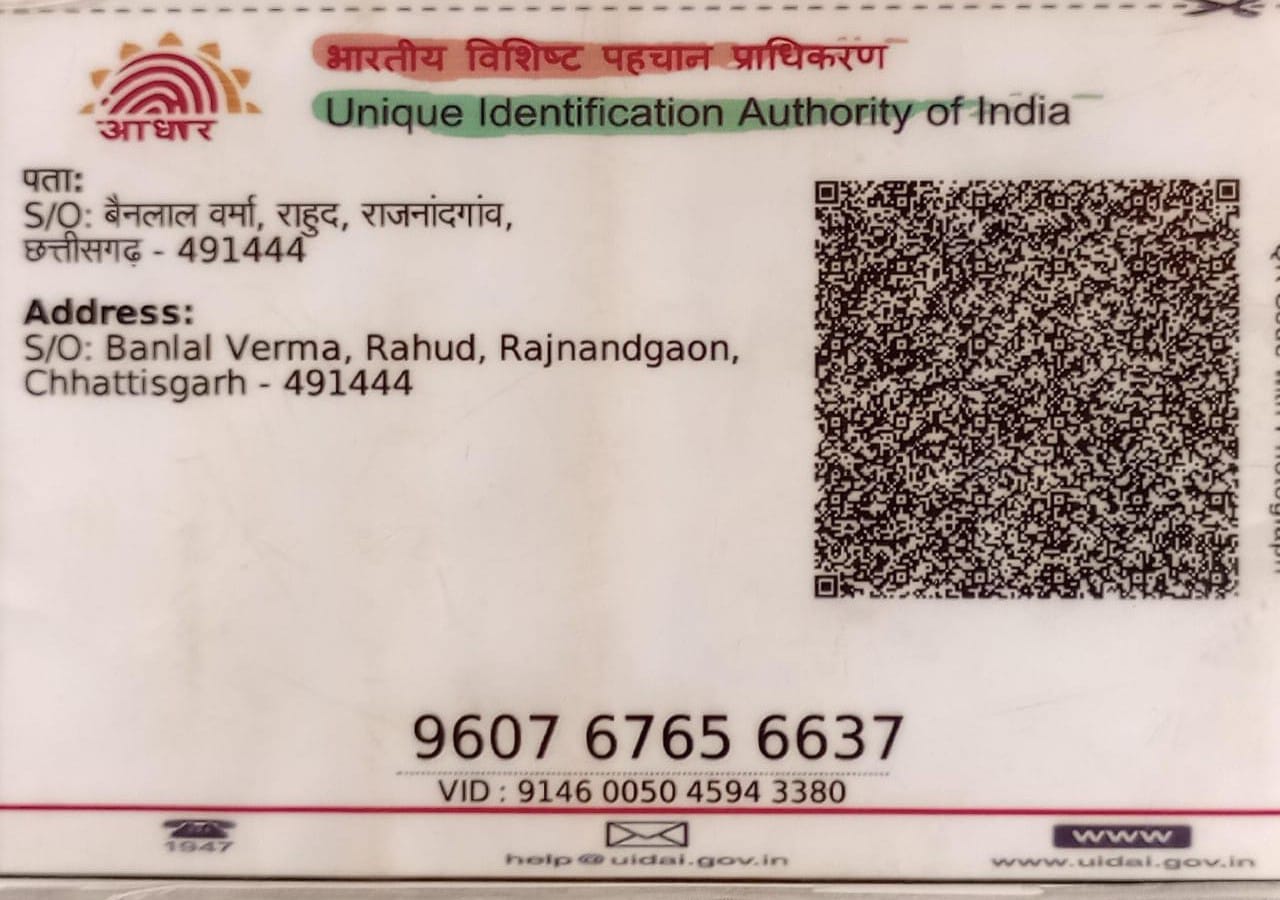 आधार
भारतीय विशिष्ट पहचान प्राधिकरण
Unique Identification Authority of India
पता:
S/O: बैनलाल वर्मा, राहुद, राजनांदगांव,
छत्तीसगढ़ - 491444
Address:
S/O: Banlal Verma, Rahud, Rajnandgaon,
Chhattisgarh - 491444
9607 6765 6637
VID : 9146 0050 4594 3380
1947
help@uidai.gov.in
www
www.uidai.gov.in